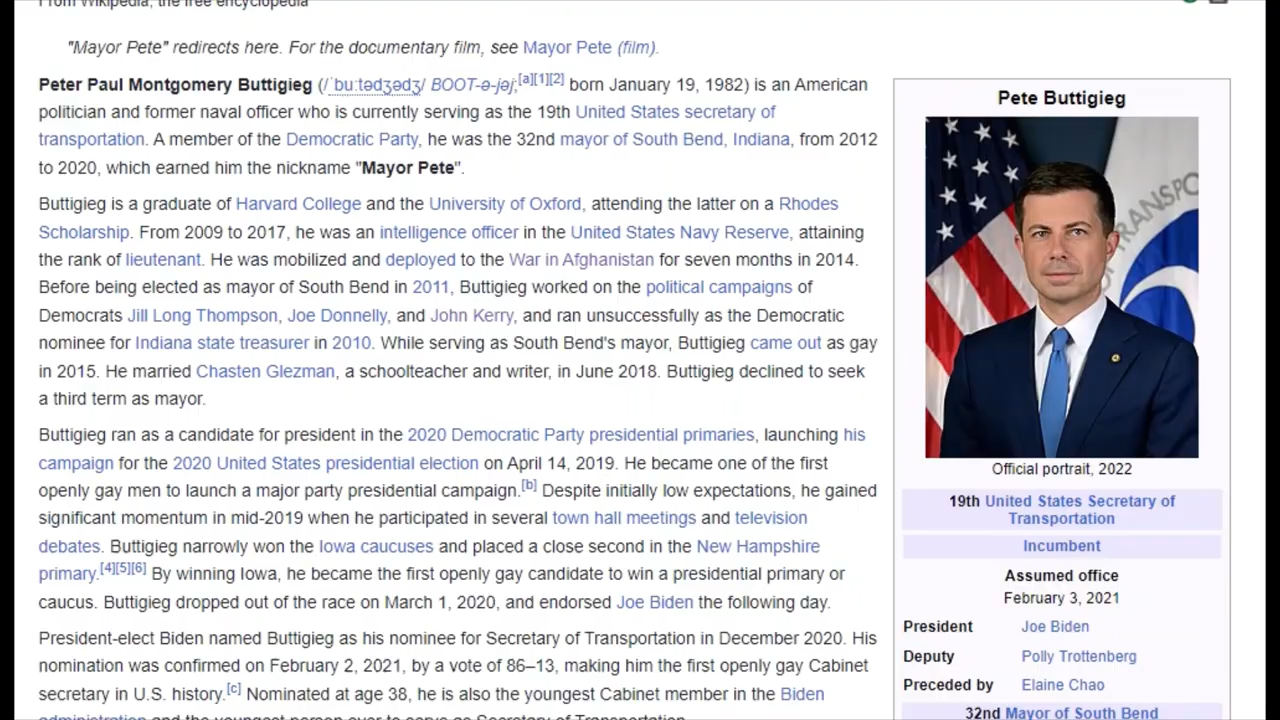 From Wikipedia, the free encyclopedia
"Mayor Pete" redirects here. For the documentary film, see Mayor Pete (film).
Peter Paul Montgomery Buttigieg (/ˈbuːtədʒədʒ/ BOOT-ə-jəj;[a][1][2] born January 19, 1982) is an American
politician and former naval officer who is currently serving as the 19th United States secretary of
transportation. A member of the Democratic Party, he was the 32nd mayor of South Bend, Indiana, from 2012
to 2020, which earned him the nickname "Mayor Pete".
Buttigieg is a graduate of Harvard College and the University of Oxford, attending the latter on a Rhodes
Scholarship. From 2009 to 2017, he was an intelligence officer in the United States Navy Reserve, attaining
the rank of lieutenant. He was mobilized and deployed to the War in Afghanistan for seven months in 2014.
Before being elected as mayor of South Bend in 2011, Buttigieg worked on the political campaigns of
Democrats Jill Long Thompson, Joe Donnelly, and John Kerry, and ran unsuccessfully as the Democratic
nominee for Indiana state treasurer in 2010. While serving as South Bend's mayor, Buttigieg came out as gay
in 2015. He married Chasten Glezman, a schoolteacher and writer, in June 2018. Buttigieg declined to seek
a third term as mayor.
Buttigieg ran as a candidate for president in the 2020 Democratic Party presidential primaries, launching his
campaign for the 2020 United States presidential election on April 14, 2019. He became one of the first
openly gay men to launch a major party presidential campaign.[b] Despite initially low expectations, he gained
significant momentum in mid-2019 when he participated in several town hall meetings and television
debates. Buttigieg narrowly won the Iowa caucuses and placed a close second in the New Hampshire
primary.[4][5][6] By winning Iowa, he became the first openly gay candidate to win a presidential primary or
caucus. Buttigieg dropped out of the race on March 1, 2020, and endorsed Joe Biden the following day.
President-elect Biden named Buttigieg as his nominee for Secretary of Transportation in December 2020. His
nomination was confirmed on February 2, 2021, by a vote of 86–13, making him the first openly gay Cabinet
secretary in U.S. history.[c] Nominated at age 38, he is also the youngest Cabinet member in the Biden
administration and the youngest person ever to serve as Secretary of Transportation.
Pete Buttigieg
OF TRANSPO
Official portrait, 2022
19th United States Secretary of
Transportation
Incumbent
Assumed office
February 3, 2021
President Joe Biden
Deputy Polly Trottenberg
Preceded by Elaine Chao
32nd Mayor of South Bend